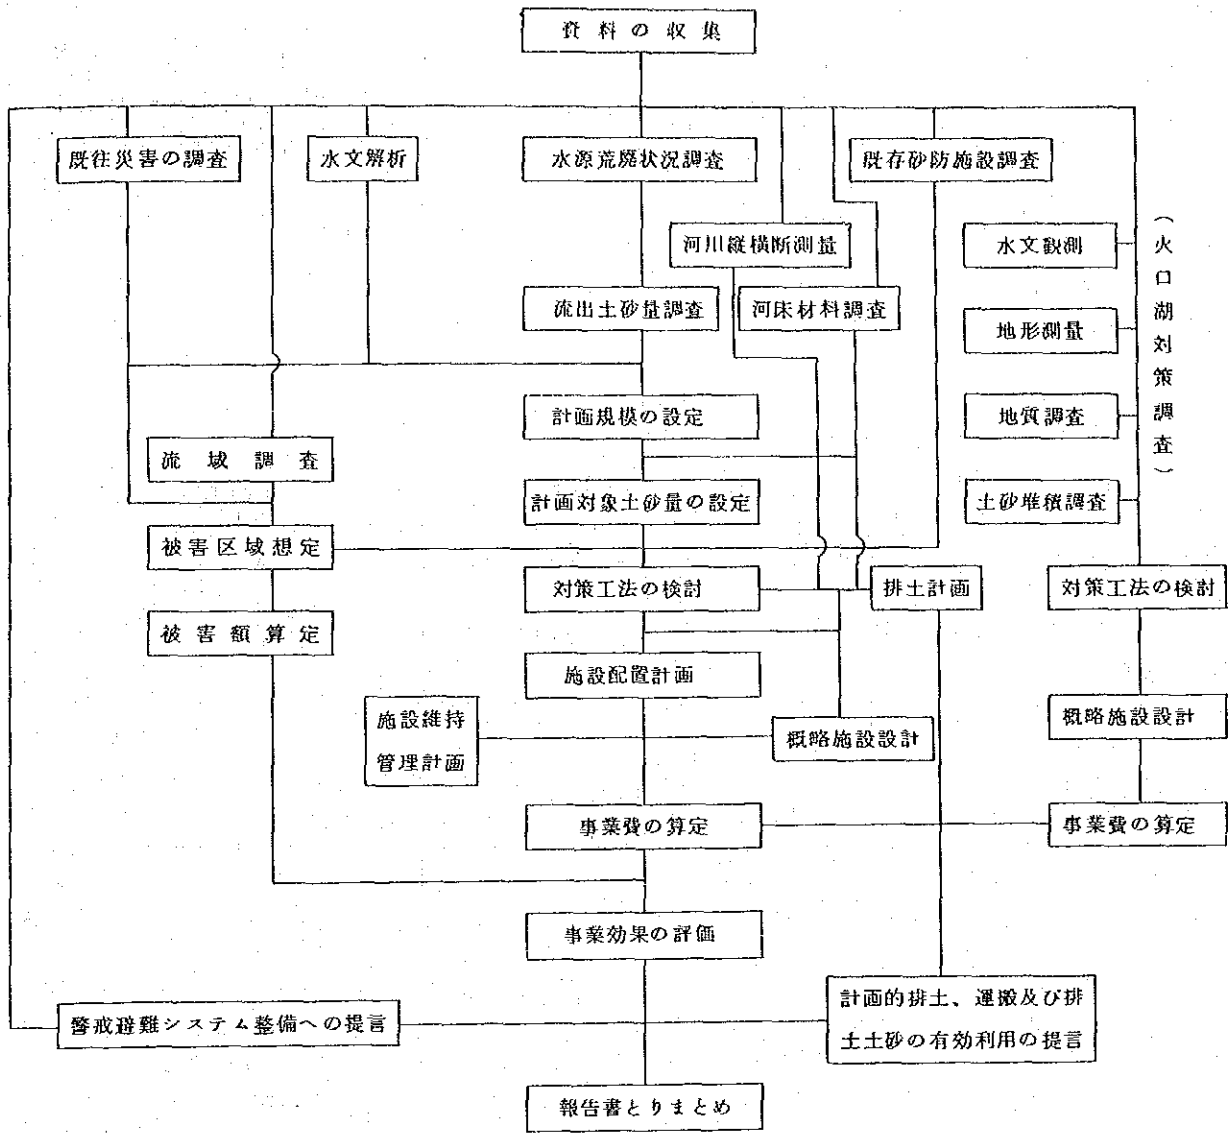 資料の収集
既往災害の調査
水文解析
水源荒廃状況調査
既存砂防施設調査
河川縦横断測量
水文観測
（火口湖対策調査）
流出土砂量調査
河床材料調査
地形測量
計画規模の設定
地質調査
流域調査
計画対象土砂量の設定
土砂堆積調査
被害区域想定
対策工法の検討
排土計画
対策工法の検討
被害額算定
施設配置計画
施設維持
管理計画
概略施設設計
概略施設設計
事業費の算定
事業費の算定
事業効果の評価
計画的排土、運搬及び排
土土砂の有効利用の提言
警戒避難システム整備への提言
報告書とりまとめ